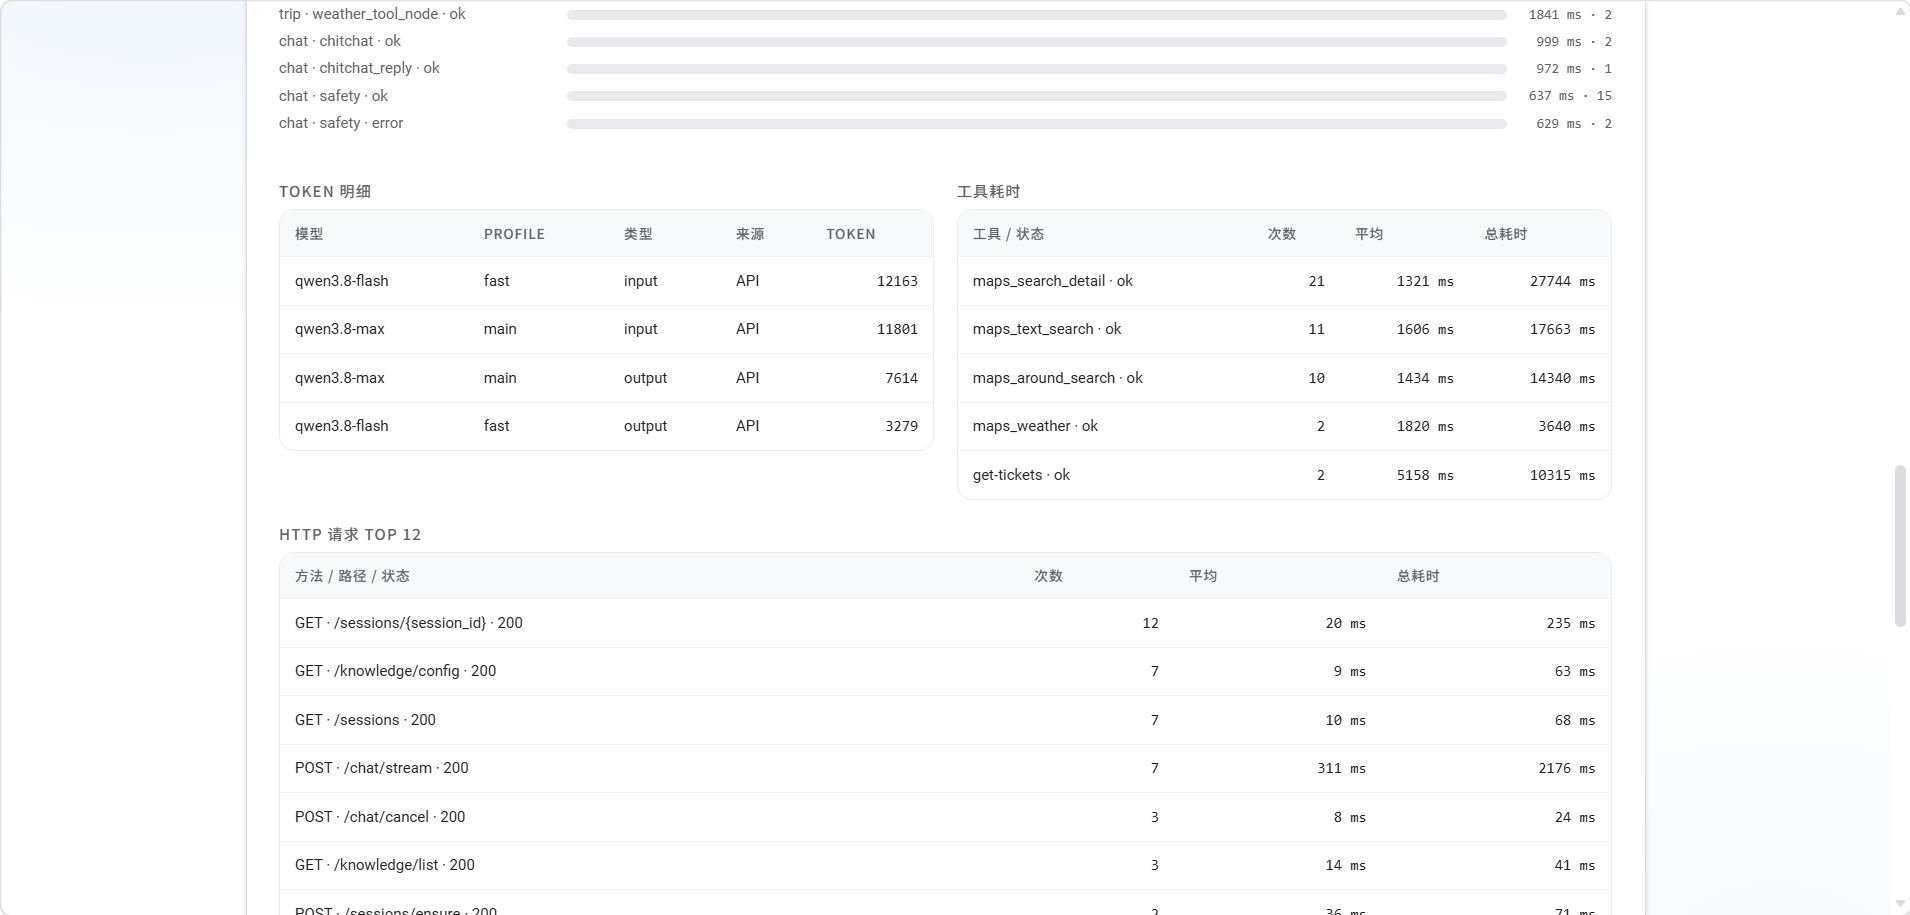 trip · weather_tool_node · ok 1841 ms · 2
chat · chitchat · ok 999 ms · 2
chat · chitchat_reply · ok 972 ms · 1
chat · safety · ok 637 ms · 15
chat · safety · error 629 ms · 2
TOKEN 明细
模型 PROFILE 类型 来源 TOKEN
qwen3.8-flash fast input API 12163
qwen3.8-max main input API 11801
qwen3.8-max main output API 7614
qwen3.8-flash fast output API 3279
工具耗时
工具 / 状态 次数 平均 总耗时
maps_search_detail · ok 21 1321 ms 27744 ms
maps_text_search · ok 11 1606 ms 17663 ms
maps_around_search · ok 10 1434 ms 14340 ms
maps_weather · ok 2 1820 ms 3640 ms
get-tickets · ok 2 5158 ms 10315 ms
HTTP 请求 TOP 12
方法 / 路径 / 状态 次数 平均 总耗时
GET · /sessions/{session_id} · 200 12 20 ms 235 ms
GET · /knowledge/config · 200 7 9 ms 63 ms
GET · /sessions · 200 7 10 ms 68 ms
POST · /chat/stream · 200 7 311 ms 2176 ms
POST · /chat/cancel · 200 3 8 ms 24 ms
GET · /knowledge/list · 200 3 14 ms 41 ms
POST · /sessions/ensure · 200 2 36 ms 71 ms